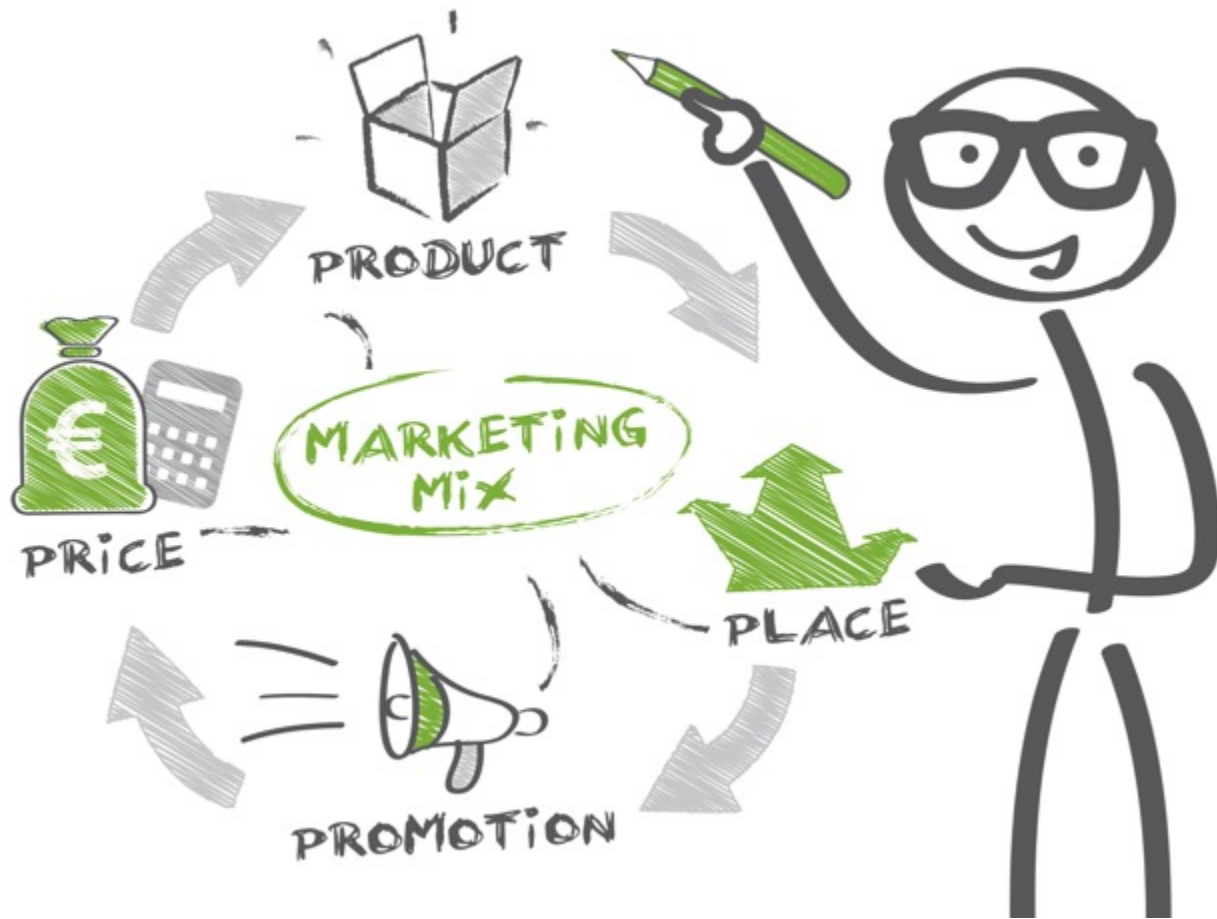 PRODUCT
MARKETiNG
MiX
€
PRiCE
PLACE
PROMOTiON